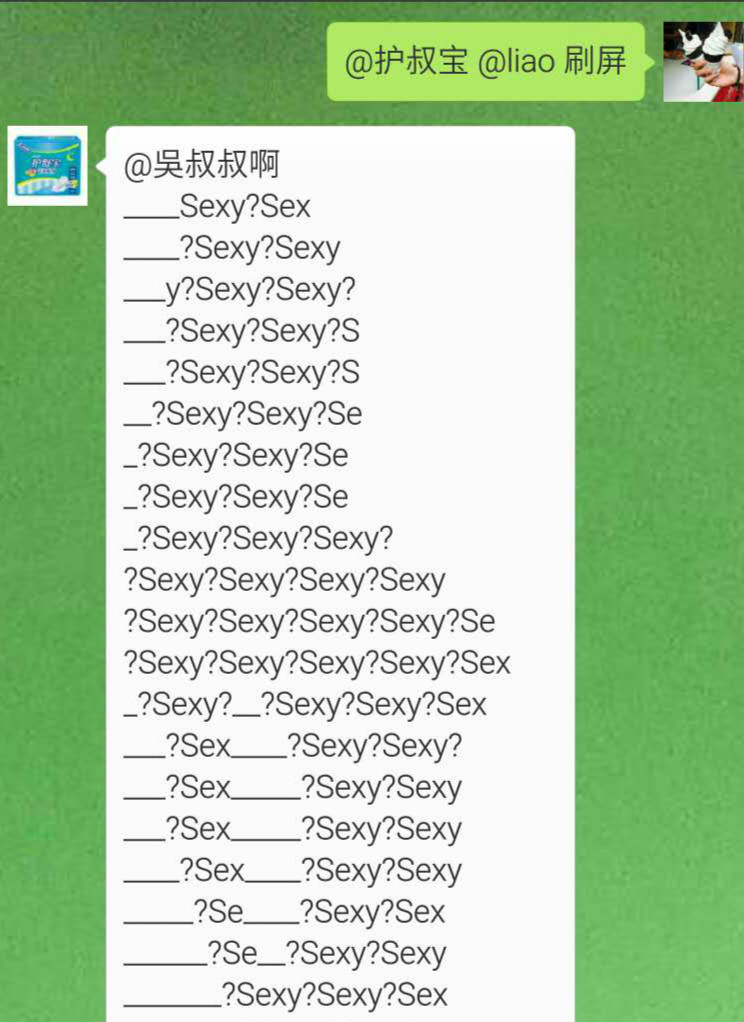 @护叔宝 @liao 刷屏
@吳叔叔啊
____Sexy?Sex
____?Sexy?Sexy
___y?Sexy?Sexy?
___?Sexy?Sexy?S
___?Sexy?Sexy?S
__?Sexy?Sexy?Se
_?Sexy?Sexy?Se
_?Sexy?Sexy?Se
_?Sexy?Sexy?Sexy?
?Sexy?Sexy?Sexy?Sexy
?Sexy?Sexy?Sexy?Sexy?Se
?Sexy?Sexy?Sexy?Sexy?Sex
_?Sexy?__?Sexy?Sexy?Sex
___?Sex____?Sexy?Sexy?
___?Sex_____?Sexy?Sexy
___?Sex_____?Sexy?Sexy
____?Sex____?Sexy?Sexy
_____?Se____?Sexy?Sex
______?Se__?Sexy?Sexy
_______?Sexy?Sexy?Sex